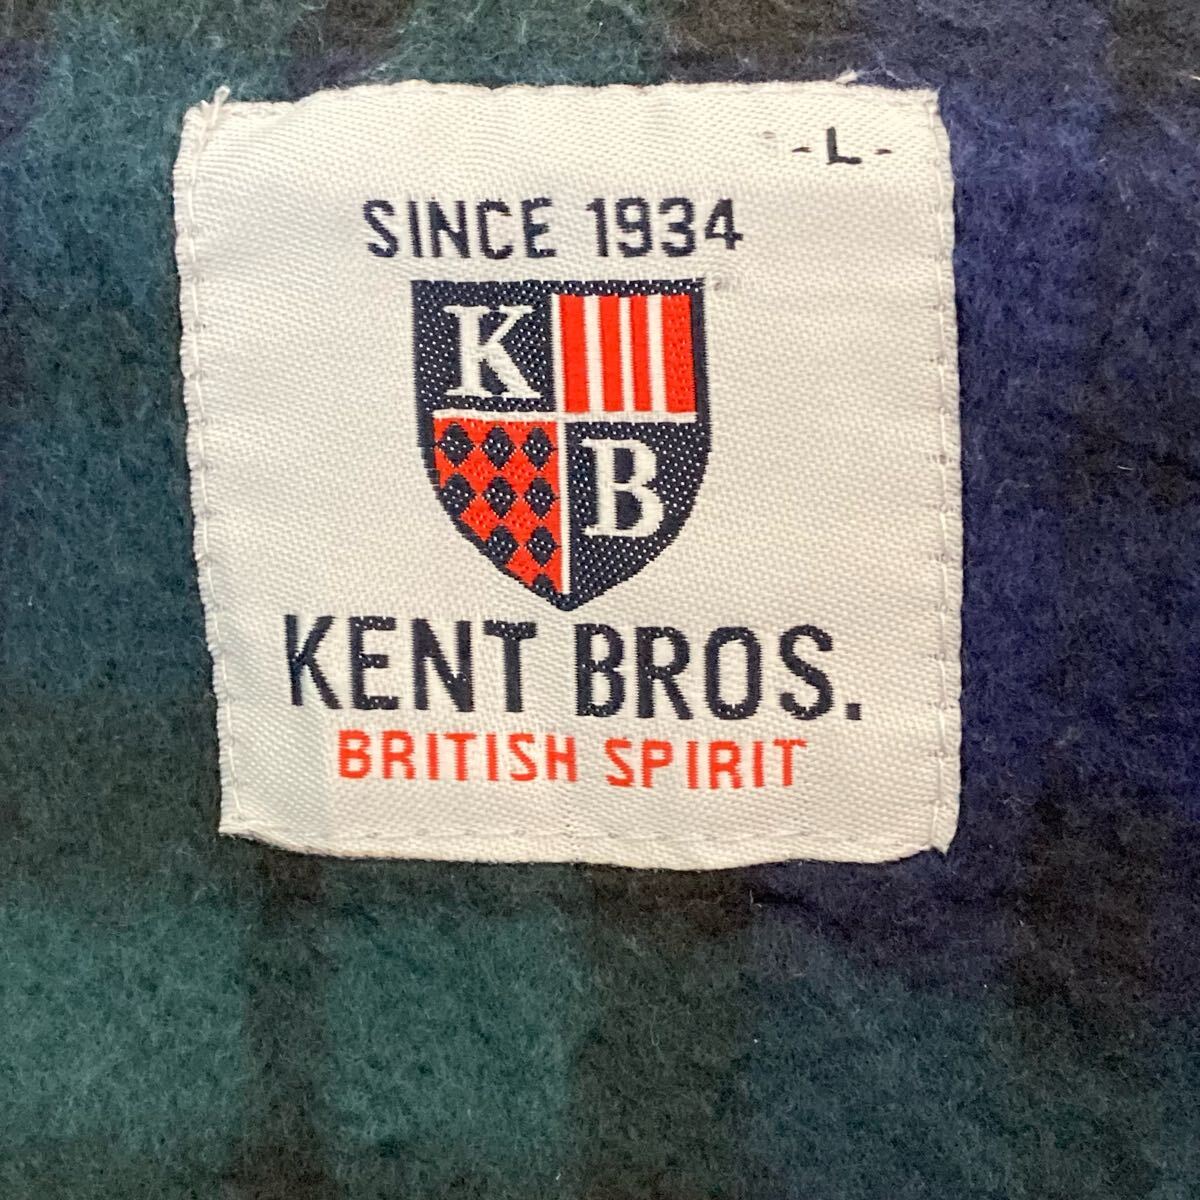 - L -
SINCE 1934
K
B
KENT BROS.
BRITISH SPIRIT